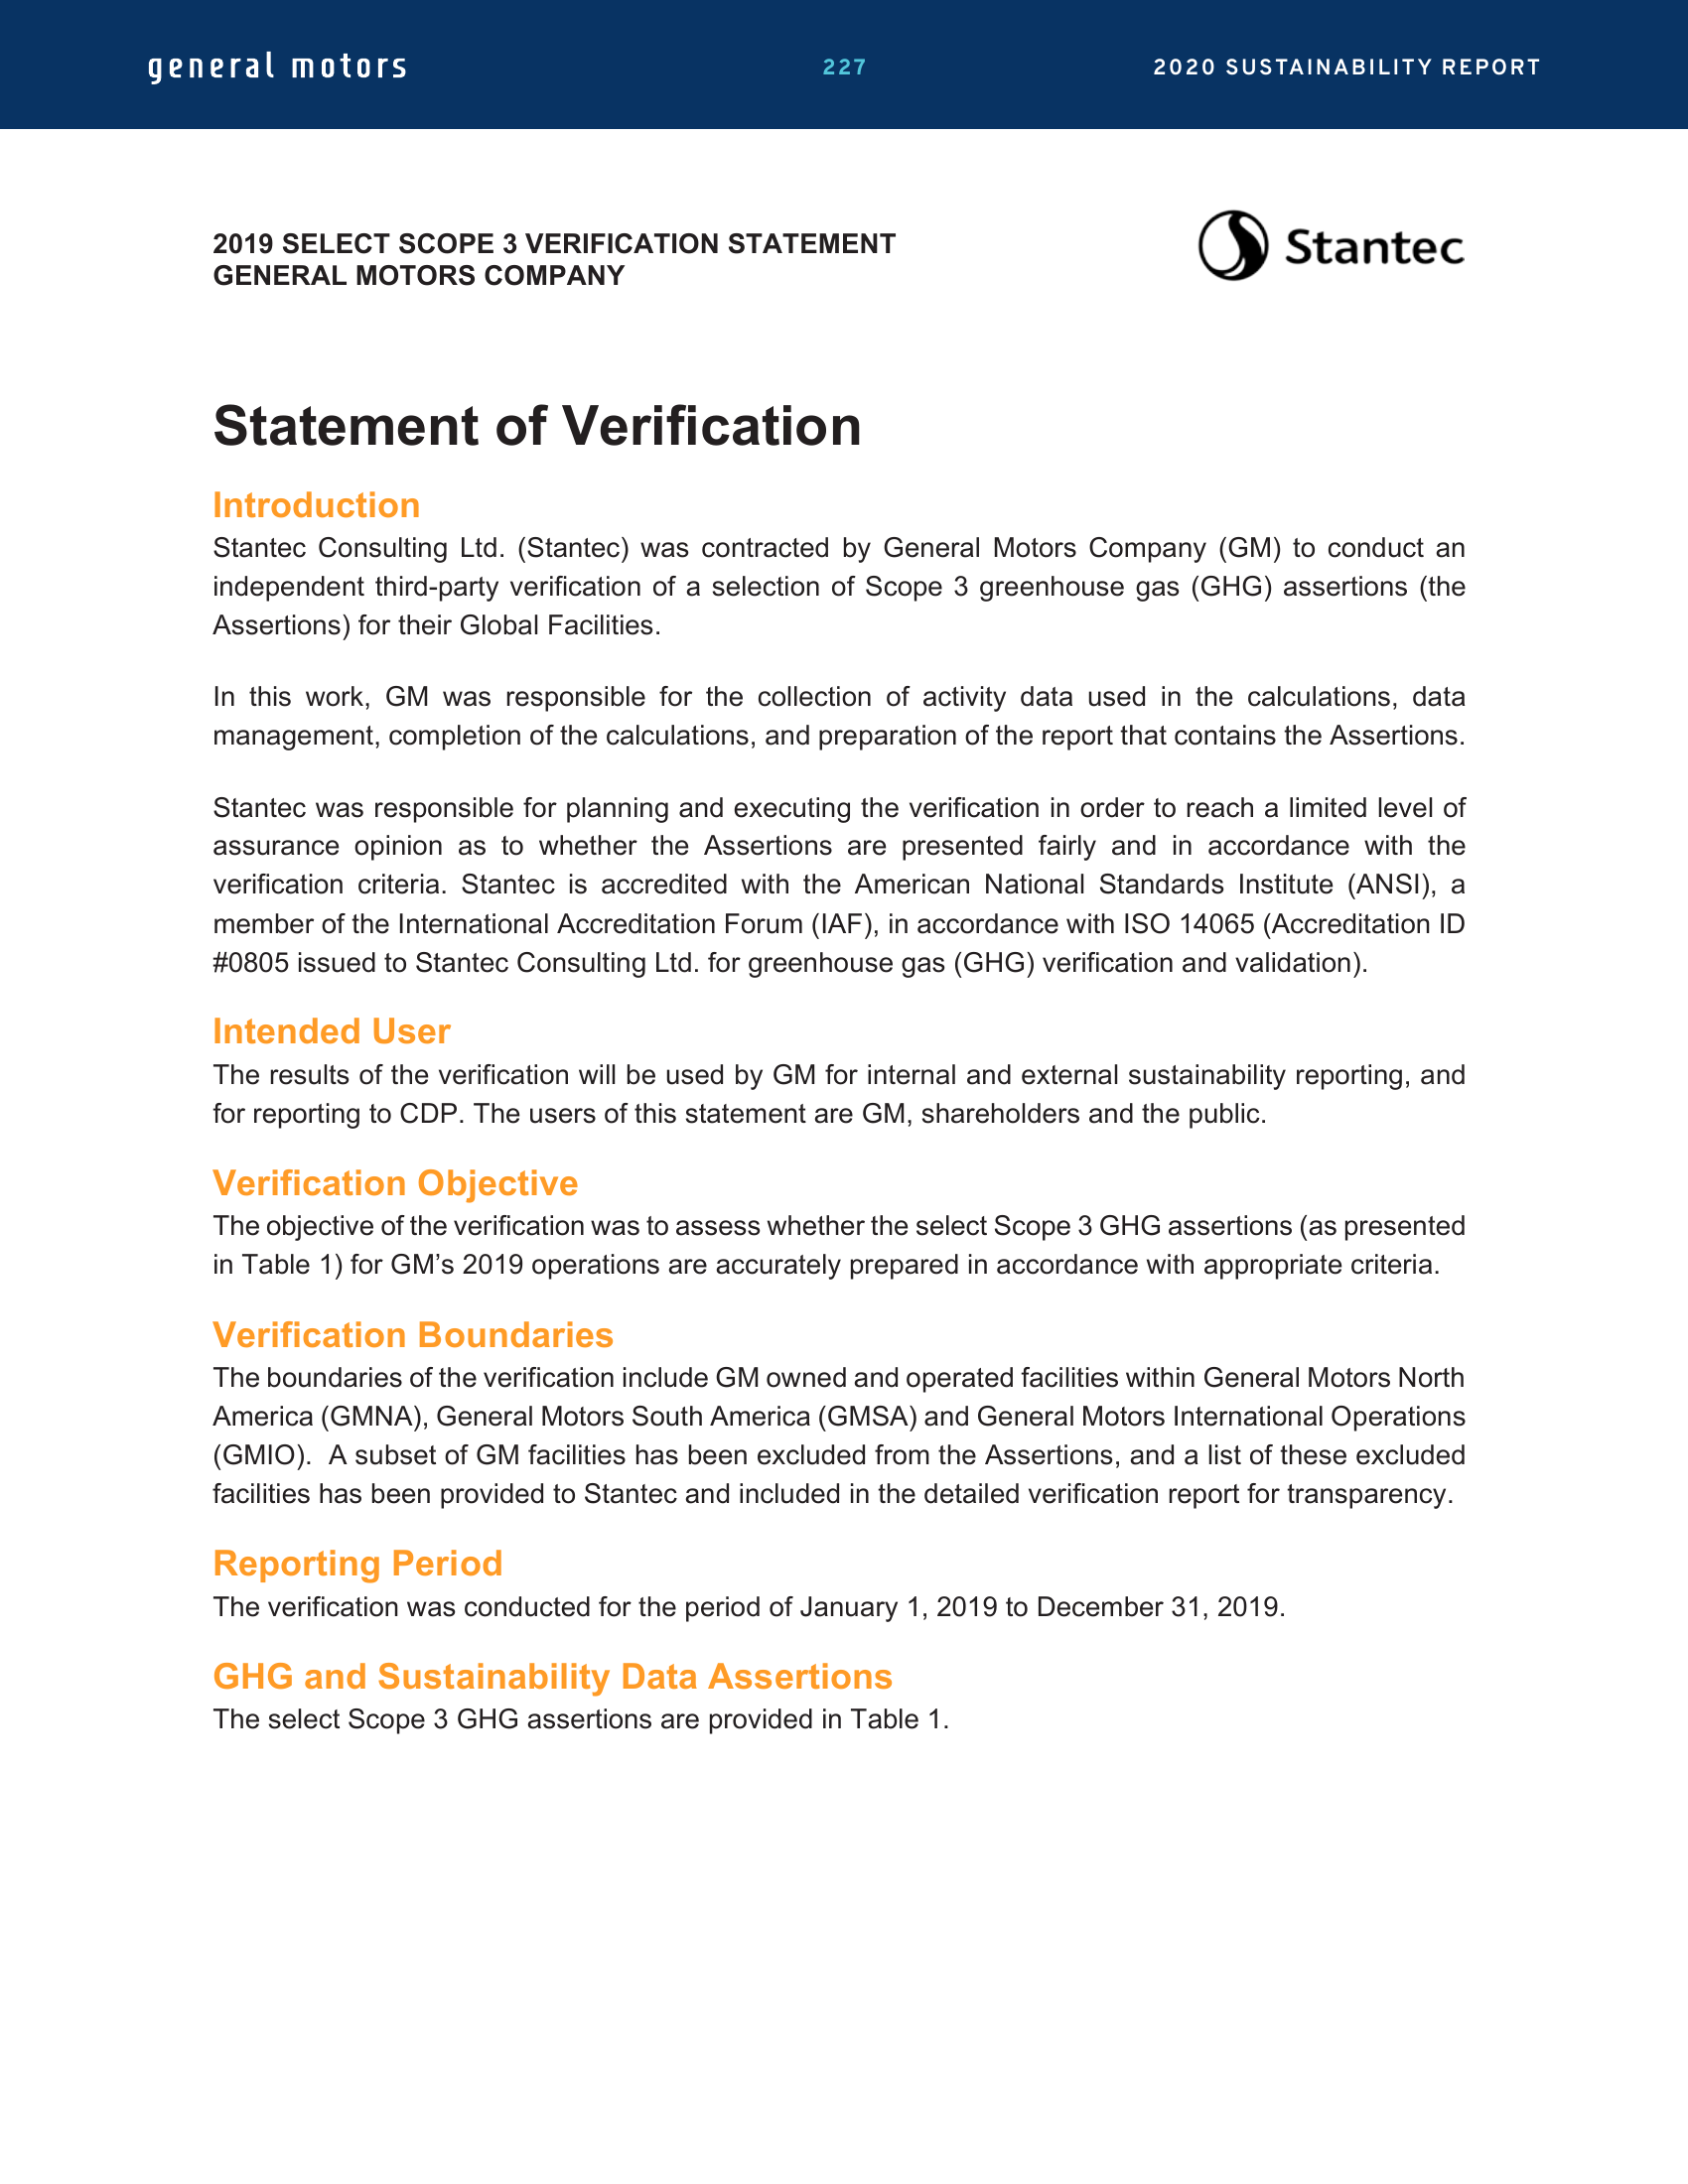 general motors
227
2020 SUSTAINABILITY REPORT
2019 SELECT SCOPE 3 VERIFICATION STATEMENT
GENERAL MOTORS COMPANY
Stantec
Statement of Verification
Introduction
Stantec Consulting Ltd. (Stantec) was contracted by General Motors Company (GM) to conduct an
independent third-party verification of a selection of Scope 3 greenhouse gas (GHG) assertions (the
Assertions) for their Global Facilities.
In this work, GM was responsible for the collection of activity data used in the calculations, data
management, completion of the calculations, and preparation of the report that contains the Assertions.
Stantec was responsible for planning and executing the verification in order to reach a limited level of
assurance opinion as to whether the Assertions are presented fairly and in accordance with the
verification criteria. Stantec is accredited with the American National Standards Institute (ANSI), a
member of the International Accreditation Forum (IAF), in accordance with ISO 14065 (Accreditation ID
#0805 issued to Stantec Consulting Ltd. for greenhouse gas (GHG) verification and validation).
Intended User
The results of the verification will be used by GM for internal and external sustainability reporting, and
for reporting to CDP. The users of this statement are GM, shareholders and the public.
Verification Objective
The objective of the verification was to assess whether the select Scope 3 GHG assertions (as presented
in Table 1) for GM’s 2019 operations are accurately prepared in accordance with appropriate criteria.
Verification Boundaries
The boundaries of the verification include GM owned and operated facilities within General Motors North
America (GMNA), General Motors South America (GMSA) and General Motors International Operations
(GMIO).  A subset of GM facilities has been excluded from the Assertions, and a list of these excluded
facilities has been provided to Stantec and included in the detailed verification report for transparency.
Reporting Period
The verification was conducted for the period of January 1, 2019 to December 31, 2019.
GHG and Sustainability Data Assertions
The select Scope 3 GHG assertions are provided in Table 1.